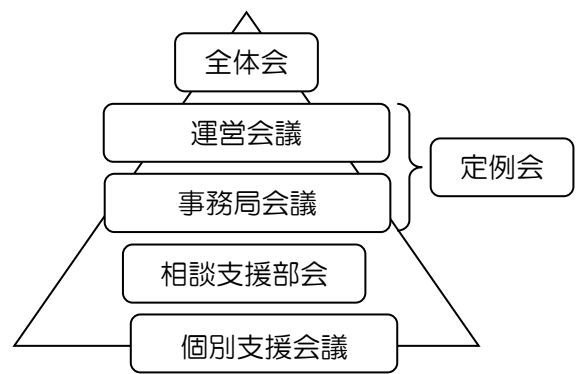 全体会
運営会議
定例会
事務局会議
相談支援部会
個別支援会議